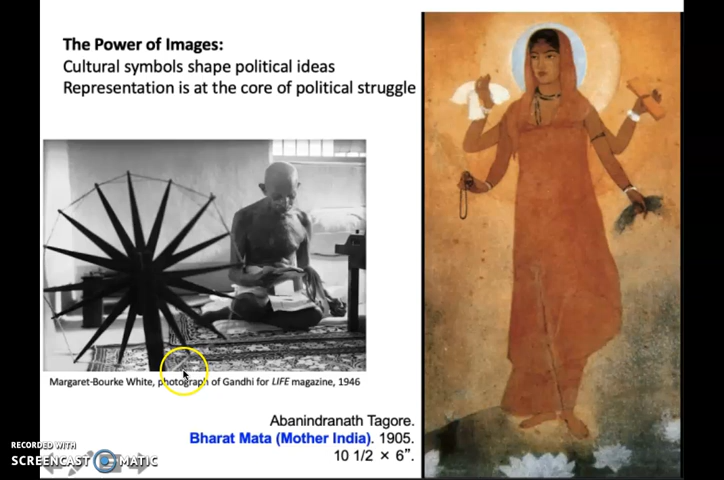 The Power of Images:
Cultural symbols shape political ideas
Representation is at the core of political struggle
Margaret-Bourke White, photograph of Gandhi for LIFE magazine, 1946
Abanindranath Tagore.
Bharat Mata (Mother India). 1905.
10 1/2 × 6”.
RECORDED WITH
SCREENCAST MATIC